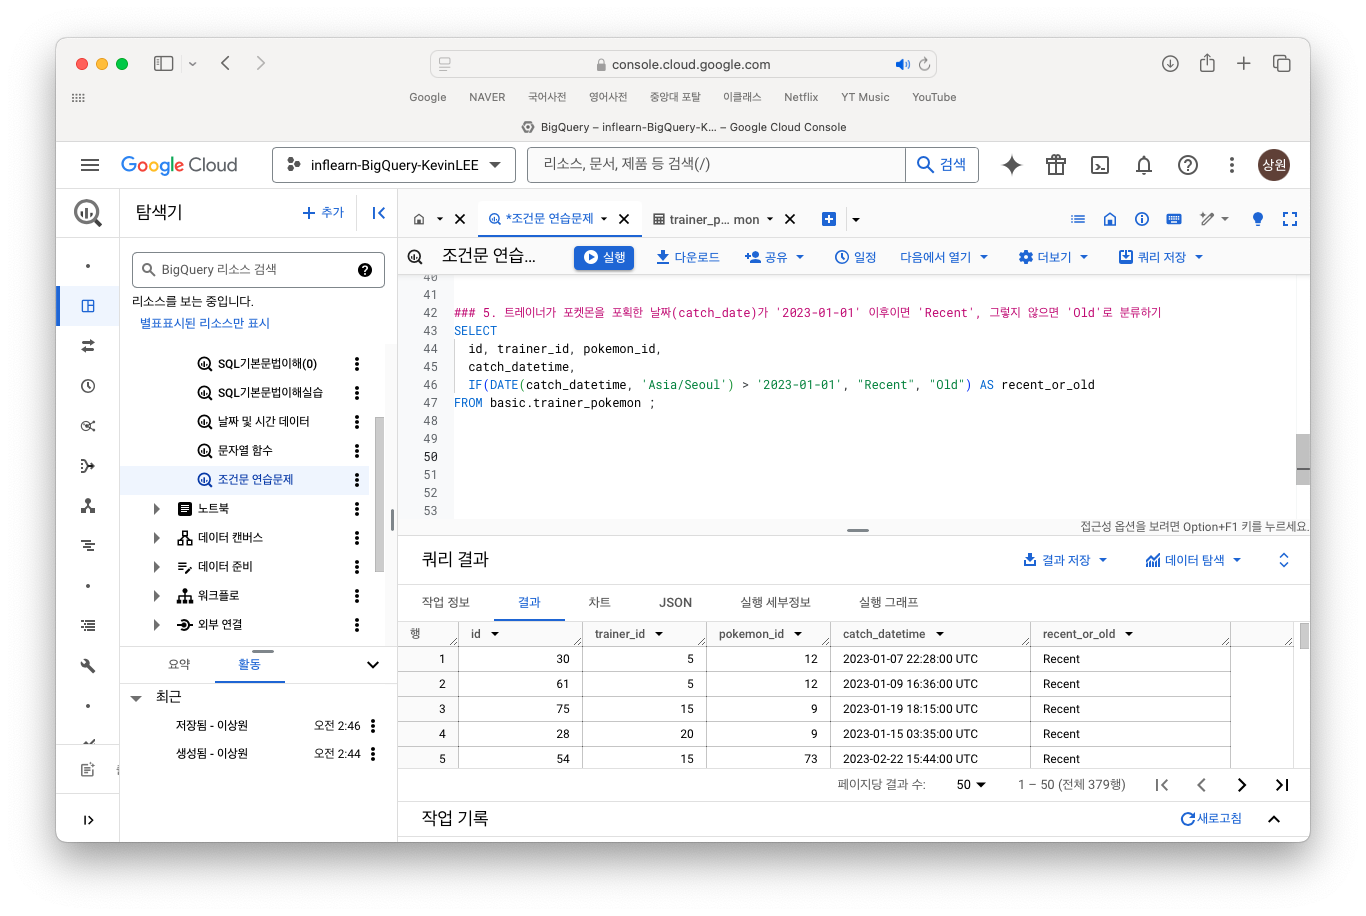 console.cloud.google.com
Google NAVER 국어사전 영어사전 중앙대 포탈 이클래스 Netflix YT Music YouTube
BigQuery – inflearn-BigQuery-K... – Google Cloud Console
Google Cloud inflearn-BigQuery-KevinLEE 리소스, 문서, 제품 등 검색(/) 검색 상원
탐색기 추가
*조건문 연습문제 trainer_p... mon
조건문 연습... 실행 다운로드 공유 일정 다음에서 열기 더보기 쿼리 저장
BigQuery 리소스 검색
리소스를 보는 중입니다.
별표표시된 리소스만 표시
SQL기본문법이해(0)
SQL기본문법이해실습
날짜 및 시간 데이터
문자열 함수
조건문 연습문제
노트북
데이터 캔버스
데이터 준비
워크플로
외부 연결
요약 활동
최근
저장됨 - 이상원 오전 2:46
생성됨 - 이상원 오전 2:44
40
41
42 ### 5. 트레이너가 포켓몬을 포획한 날짜(catch_date)가 '2023-01-01' 이후이면 'Recent', 그렇지 않으면 'Old'로 분류하기
43 SELECT
44 id, trainer_id, pokemon_id,
45 catch_datetime,
46 IF(DATE(catch_datetime, 'Asia/Seoul') > '2023-01-01', "Recent", "Old") AS recent_or_old
47 FROM basic.trainer_pokemon ;
48
49
50
51
52
53
접근성 옵션을 보려면 Option+F1 키를 누르세요.
쿼리 결과 결과 저장 데이터 탐색
작업 정보 결과 차트 JSON 실행 세부정보 실행 그래프
행 id trainer_id pokemon_id catch_datetime recent_or_old
1 30 5 12 2023-01-07 22:28:00 UTC Recent
2 61 5 12 2023-01-09 16:36:00 UTC Recent
3 75 15 9 2023-01-19 18:15:00 UTC Recent
4 28 20 9 2023-01-15 03:35:00 UTC Recent
5 54 15 73 2023-02-22 15:44:00 UTC Recent
페이지당 결과 수: 50 1 – 50 (전체 379행)
작업 기록 새로고침